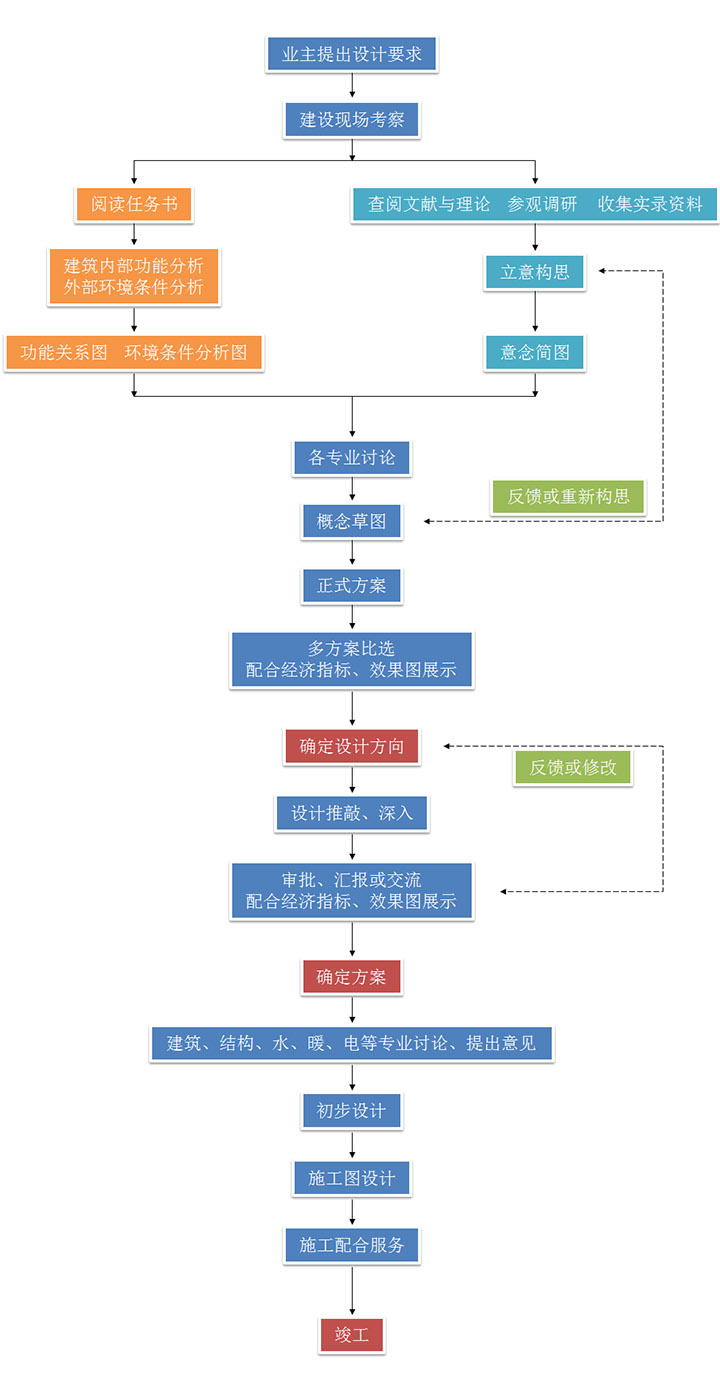 业主提出设计要求
建设现场考察
阅读任务书
查阅文献与理论　参观调研　收集实录资料
建筑内部功能分析
外部环境条件分析
立意构思
功能关系图　环境条件分析图
意念简图
各专业讨论
反馈或重新构思
概念草图
正式方案
多方案比选
配合经济指标、效果图展示
确定设计方向
反馈或修改
设计推敲、深入
审批、汇报或交流
配合经济指标、效果图展示
确定方案
建筑、结构、水、暖、电等专业讨论、提出意见
初步设计
施工图设计
施工配合服务
竣工